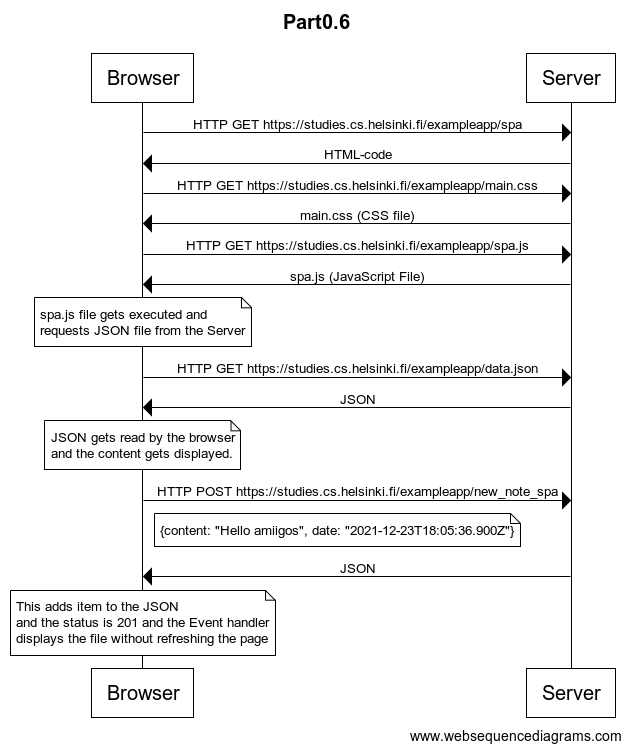 Part0.6
Browser
Server
HTTP GET https://studies.cs.helsinki.fi/exampleapp/spa
HTML-code
HTTP GET https://studies.cs.helsinki.fi/exampleapp/main.css
main.css (CSS file)
HTTP GET https://studies.cs.helsinki.fi/exampleapp/spa.js
spa.js (JavaScript File)
spa.js file gets executed and
requests JSON file from the Server
HTTP GET https://studies.cs.helsinki.fi/exampleapp/data.json
JSON
JSON gets read by the browser
and the content gets displayed.
HTTP POST https://studies.cs.helsinki.fi/exampleapp/new_note_spa
{content: "Hello amiigos", date: "2021-12-23T18:05:36.900Z"}
JSON
This adds item to the JSON
and the status is 201 and the Event handler
displays the file without refreshing the page
Browser
Server
www.websequencediagrams.com